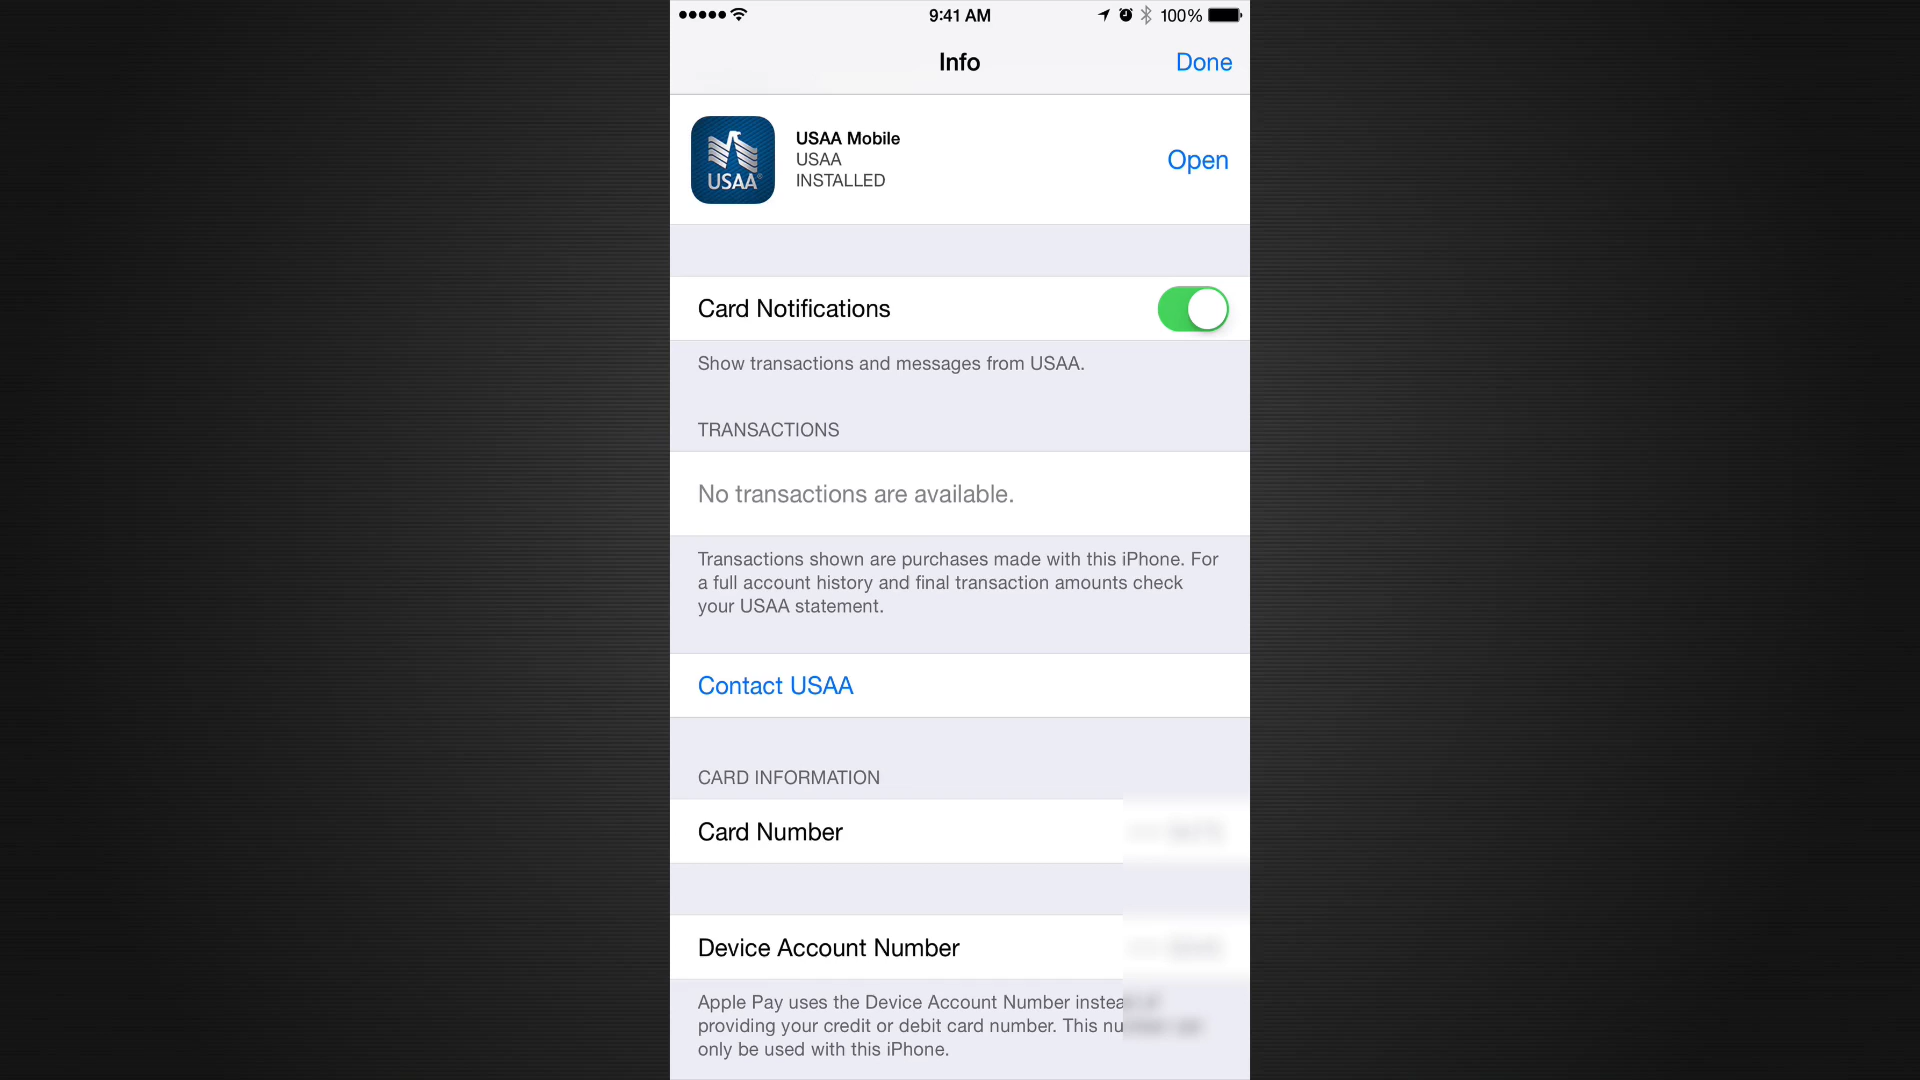 9:41 AM
100%
Info
Done
USAA
USAA Mobile
USAA
INSTALLED
Open
Card Notifications
Show transactions and messages from USAA.
TRANSACTIONS
No transactions are available.
Transactions shown are purchases made with this iPhone. For
a full account history and final transaction amounts check
your USAA statement.
Contact USAA
CARD INFORMATION
Card Number
Device Account Number
Apple Pay uses the Device Account Number
providing your credit or debit card number. This
only be used with this iPhone.